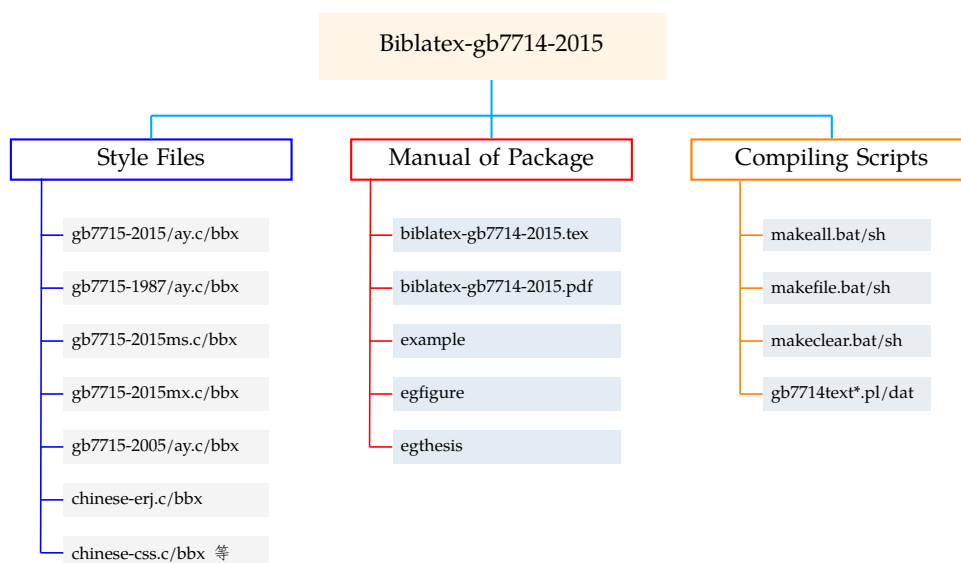 Biblatex-gb7714-2015
Style Files
gb7715-2015/ay.c/bbx
gb7715-1987/ay.c/bbx
gb7715-2015ms.c/bbx
gb7715-2015mx.c/bbx
gb7715-2005/ay.c/bbx
chinese-erj.c/bbx
chinese-css.c/bbx 等
Manual of Package
biblatex-gb7714-2015.tex
biblatex-gb7714-2015.pdf
example
egfigure
egthesis
Compiling Scripts
makeall.bat/sh
makefile.bat/sh
makeclear.bat/sh
gb7714text*.pl/dat